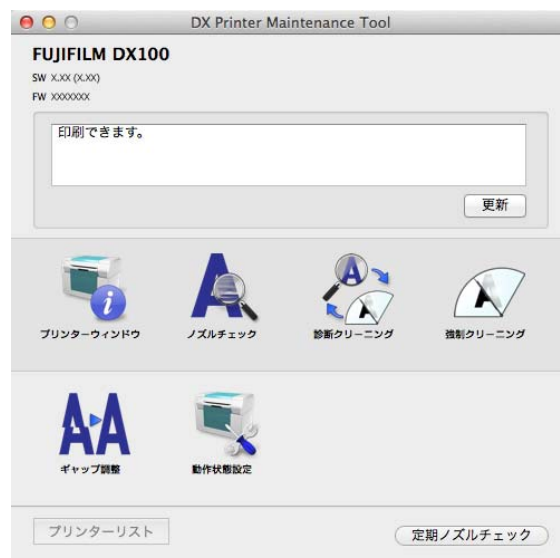 DX Printer Maintenance Tool
FUJIFILM DX100
SW X.XX (X.XX)
FW XXXXXXX
印刷できます。
更新
プリンターウィンドウ
ノズルチェック
診断クリーニング
強制クリーニング
ギャップ調整
動作状態設定
プリンターリスト
定期ノズルチェック